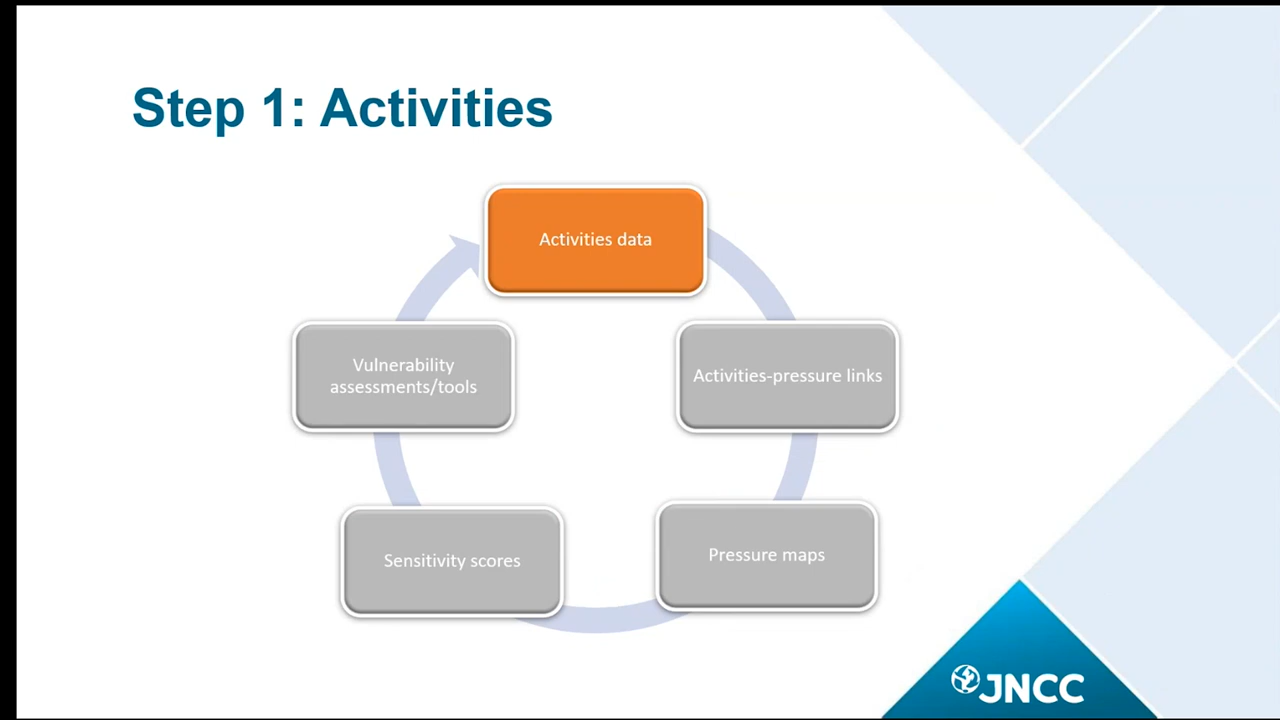 Step 1: Activities
Activities data
Activities-pressure links
Pressure maps
Sensitivity scores
Vulnerability
assessments/tools
JNCC